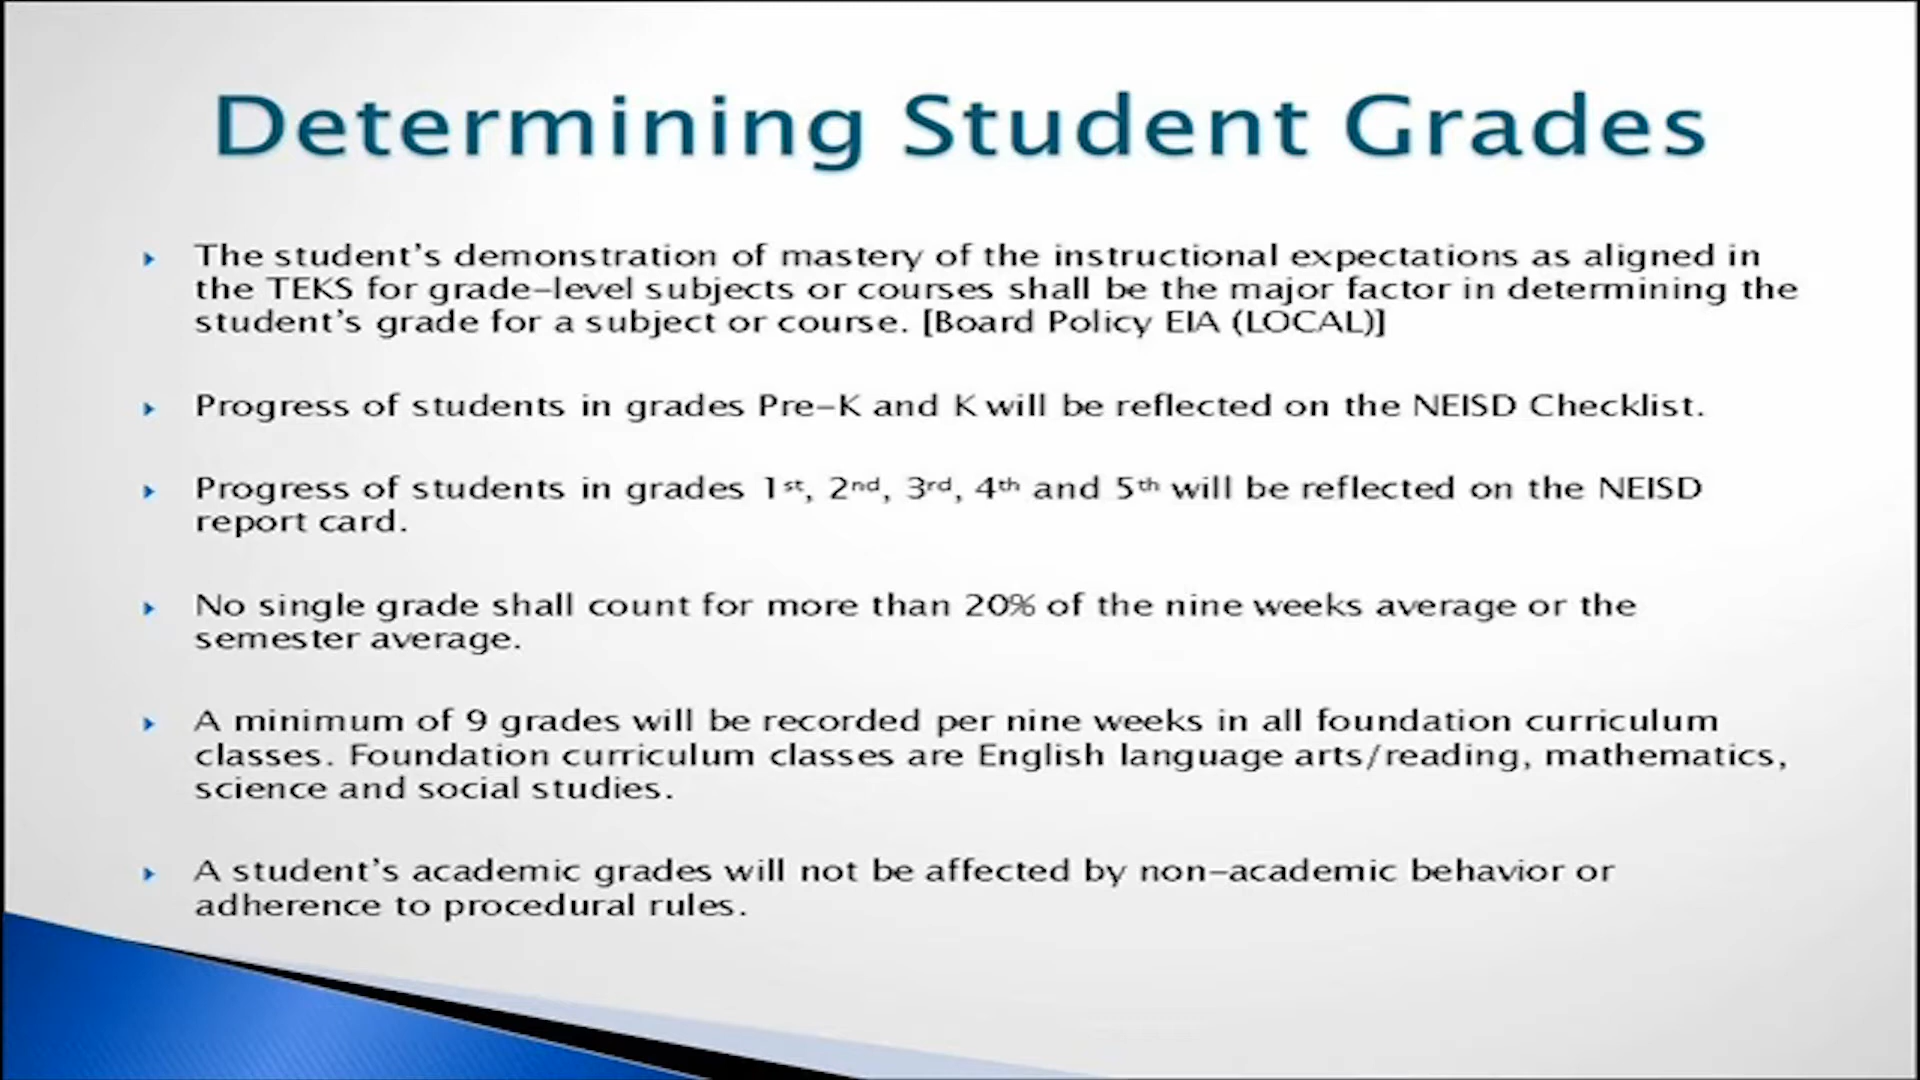 Determining Student Grades
The student's demonstration of mastery of the instructional expectations as aligned in
the TEKS for grade-level subjects or courses shall be the major factor in determining the
student's grade for a subject or course. [Board Policy EIA (LOCAL)]
Progress of students in grades Pre-K and K will be reflected on the NEISD Checklist.
Progress of students in grades 1st, 2nd, 3rd, 4th and 5th will be reflected on the NEISD
report card.
No single grade shall count for more than 20% of the nine weeks average or the
semester average.
A minimum of 9 grades will be recorded per nine weeks in all foundation curriculum
classes. Foundation curriculum classes are English language arts/reading, mathematics,
science and social studies.
A student's academic grades will not be affected by non-academic behavior or
adherence to procedural rules.